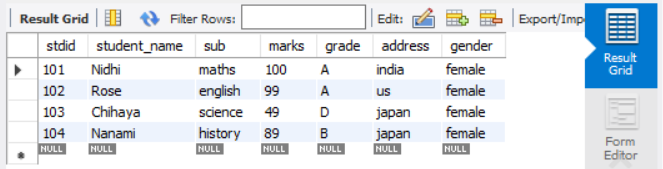 Result Grid Filter Rows: Edit: Export/Imp
stdid student_name sub marks grade address gender
101 Nidhi maths 100 A india female
102 Rose english 99 A us female
103 Chihaya science 49 D japan female
104 Nanami history 89 B japan female
NULL NULL NULL NULL NULL NULL NULL
Result
Grid
Form
Editor